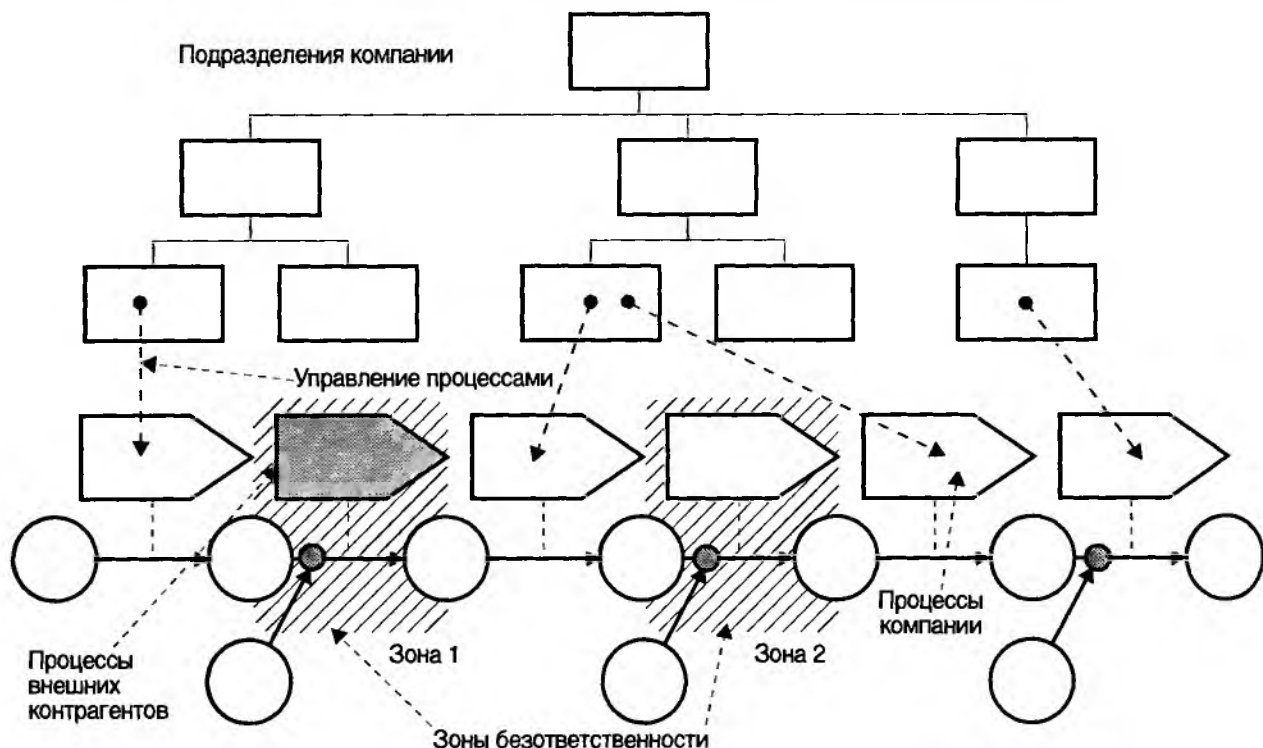 Подразделения компании
Управление процессами
Процессы
компании
Процессы
внешних
контрагентов
Зона 1
Зона 2
Зоны безответственности